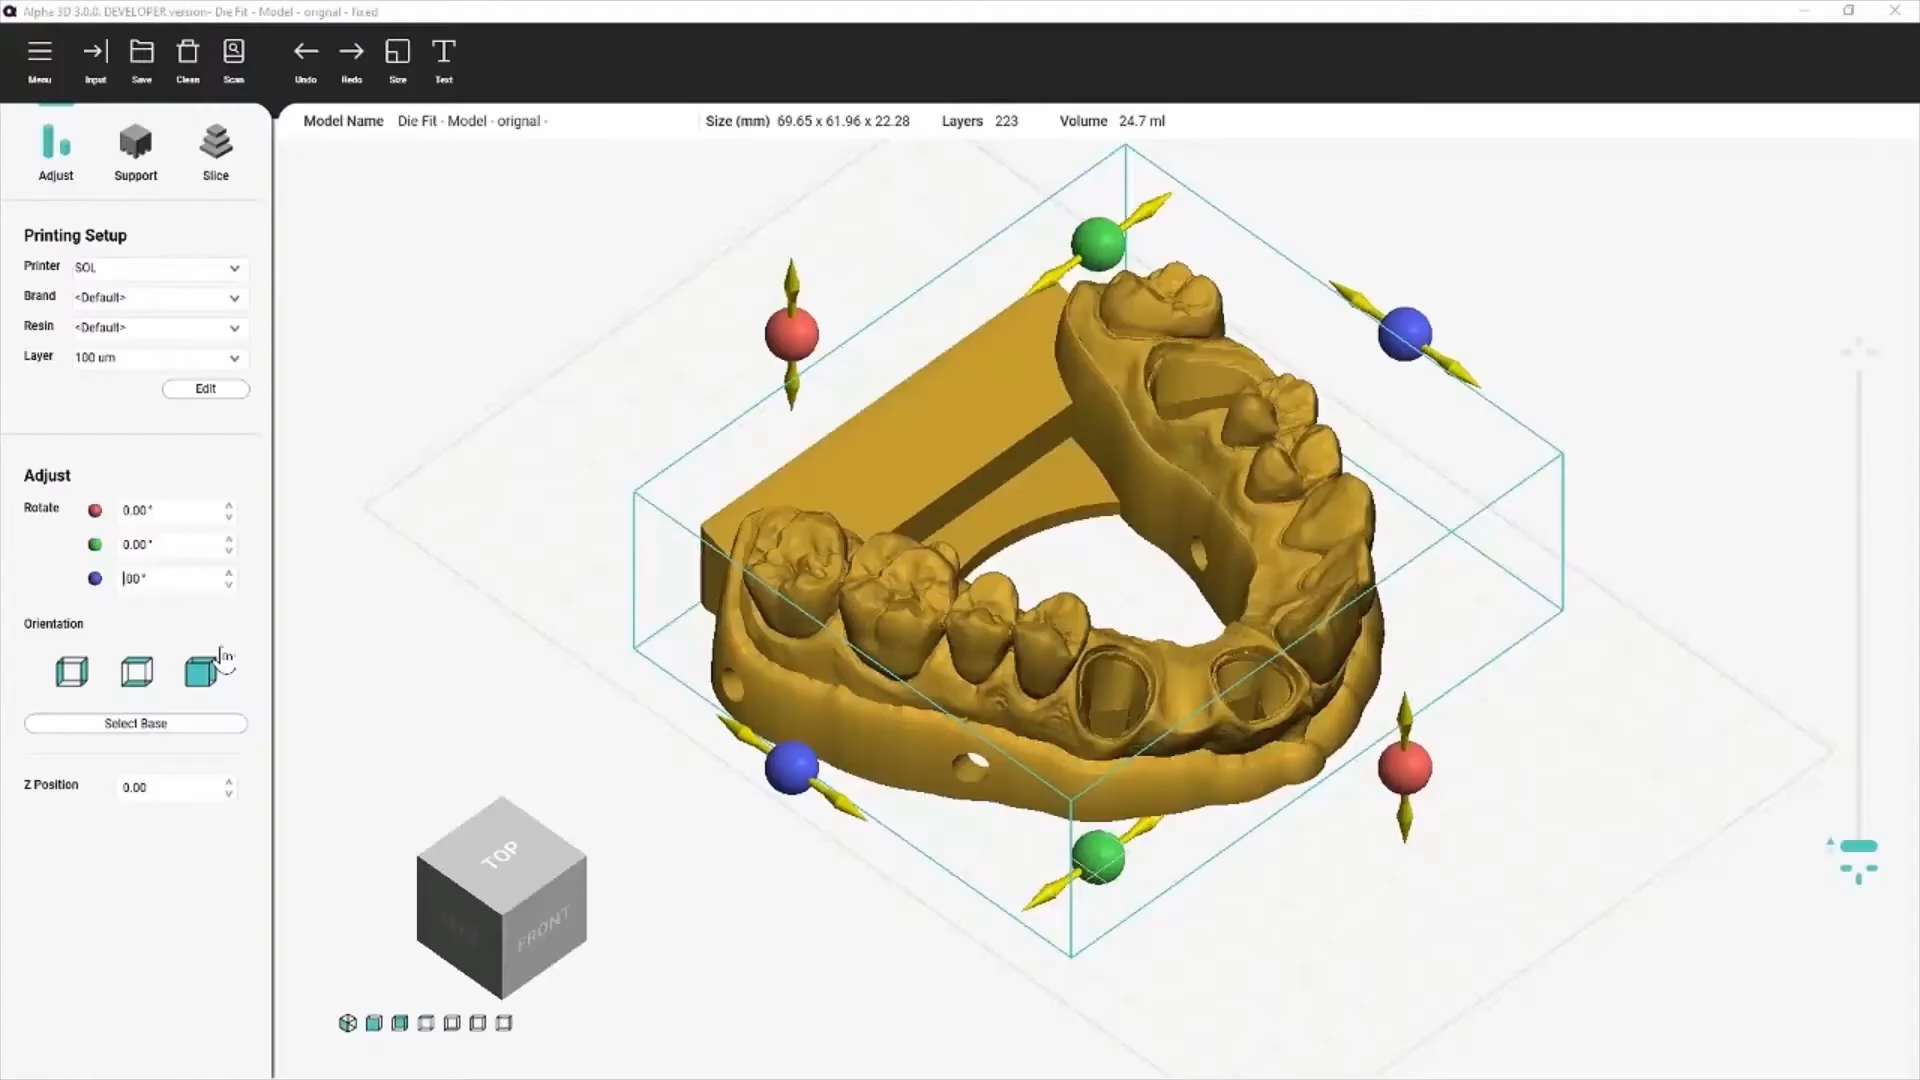 Alpha 3D 3.0.0. DEVELOPER version- Die Fit - Model - orignal - fixed
Menu Input Save Clean Scan Undo Redo Size Text
Model Name Die Fit - Model - orignal - Size (mm) 69.65 x 61.96 x 22.28 Layers 223 Volume 24.7 ml
Adjust Support Slice
Printing Setup
Printer SOL
Brand <Default>
Resin <Default>
Layer 100 um
Edit
Adjust
Rotate 0.00°
0.00°
00°
Orientation
Select Base
Z Position 0.00
TOP
FRONT